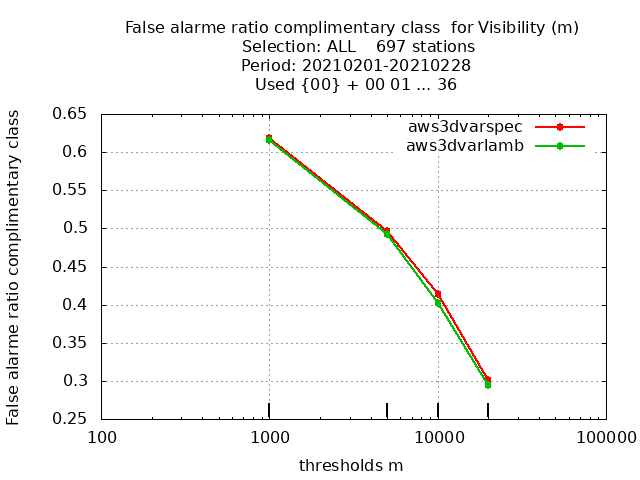 False alarme ratio complimentary class  for Visibility (m)
Selection: ALL    697 stations
Period: 20210201-20210228
Used {00} + 00 01 ... 36
False alarme ratio complimentary class
0.65
0.6
0.55
0.5
0.45
0.4
0.35
0.3
0.25
aws3dvarspec
aws3dvarlamb
100 1000 10000 100000
thresholds m